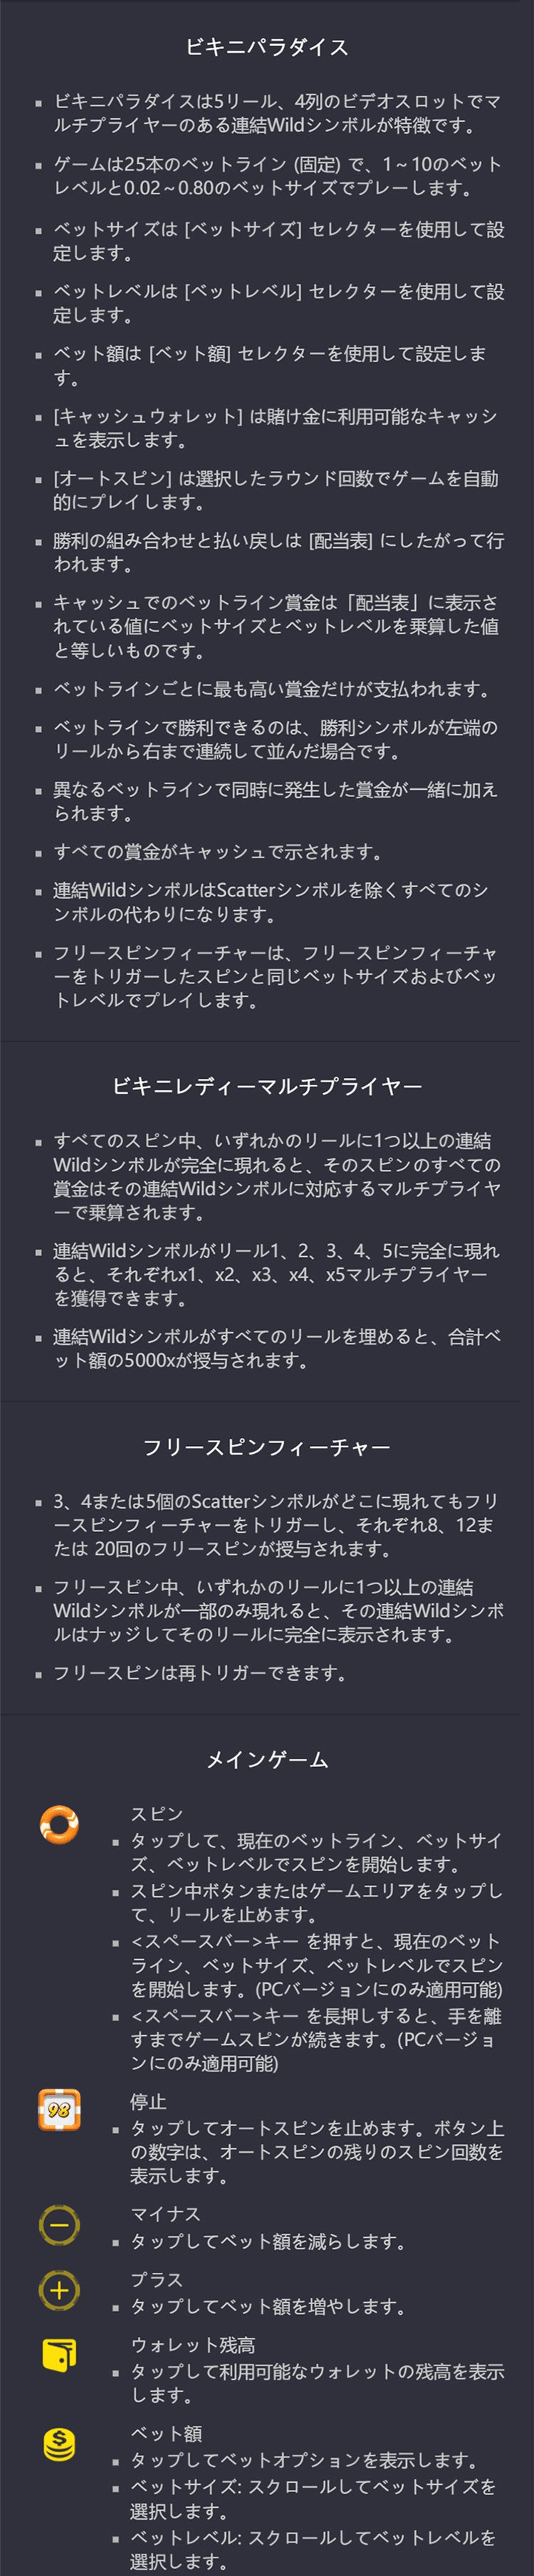 ビキニパラダイス
▪ ビキニパラダイスは5リール、4列のビデオスロットでマ
ルチプライヤーのある連結Wildシンボルが特徴です。
▪ ゲームは25本のベットライン (固定) で、1～10のベット
レベルと0.02～0.80のベットサイズでプレーします。
▪ ベットサイズは [ベットサイズ] セレクターを使用して設
定します。
▪ ベットレベルは [ベットレベル] セレクターを使用して設
定します。
▪ ベット額は [ベット額] セレクターを使用して設定しま
す。
▪ [キャッシュウォレット] は賭け金に利用可能なキャッシ
ュを表示します。
▪ [オートスピン] は選択したラウンド回数でゲームを自動
的にプレイします。
▪ 勝利の組み合わせと払い戻しは [配当表] にしたがって行
われます。
▪ キャッシュでのベットライン賞金は「配当表」に表示さ
れている値にベットサイズとベットレベルを乗算した値
と等しいものです。
▪ ベットラインごとに最も高い賞金だけが支払われます。
▪ ベットラインで勝利できるのは、勝利シンボルが左端の
リールから右まで連続して並んだ場合です。
▪ 異なるベットラインで同時に発生した賞金が一緒に加え
られます。
▪ すべての賞金がキャッシュで示されます。
▪ 連結WildシンボルはScatterシンボルを除くすべてのシ
ンボルの代わりになります。
▪ フリースピンフィーチャーは、フリースピンフィーチャ
ーをトリガーしたスピンと同じベットサイズおよびベッ
トレベルでプレイします。
ビキニレディーマルチプライヤー
▪ すべてのスピン中、いずれかのリールに1つ以上の連結
Wildシンボルが完全に現れると、そのスピンのすべての
賞金はその連結Wildシンボルに対応するマルチプライヤ
ーで乗算されます。
▪ 連結Wildシンボルがリール1、2、3、4、5に完全に現れ
ると、それぞれx1、x2、x3、x4、x5マルチプライヤー
を獲得できます。
▪ 連結Wildシンボルがすべてのリールを埋めると、合計ベ
ット額の5000xが授与されます。
フリースピンフィーチャー
▪ 3、4または5個のScatterシンボルがどこに現れてもフリ
ースピンフィーチャーをトリガーし、それぞれ8、12ま
たは 20回のフリースピンが授与されます。
▪ フリースピン中、いずれかのリールに1つ以上の連結
Wildシンボルが一部のみ現れると、その連結Wildシンボ
ルはナッジしてそのリールに完全に表示されます。
▪ フリースピンは再トリガーできます。
メインゲーム
スピン
▪ タップして、現在のベットライン、ベットサイ
ズ、ベットレベルでスピンを開始します。
▪ スピン中ボタンまたはゲームエリアをタップし
て、リールを止めます。
▪ <スペースバー>キー を押すと、現在のベット
ライン、ベットサイズ、ベットレベルでスピン
を開始します。(PCバージョンにのみ適用可能)
▪ <スペースバー>キー を長押しすると、手を離
すまでゲームスピンが続きます。(PCバージョ
ンにのみ適用可能)
98
停止
▪ タップしてオートスピンを止めます。ボタン上
の数字は、オートスピンの残りのスピン回数を
表示します。
マイナス
▪ タップしてベット額を減らします。
プラス
▪ タップしてベット額を増やします。
ウォレット残高
▪ タップして利用可能なウォレットの残高を表示
します。
$
ベット額
▪ タップしてベットオプションを表示します。
▪ ベットサイズ: スクロールしてベットサイズを
選択します。
▪ ベットレベル: スクロールしてベットレベルを
選択します。